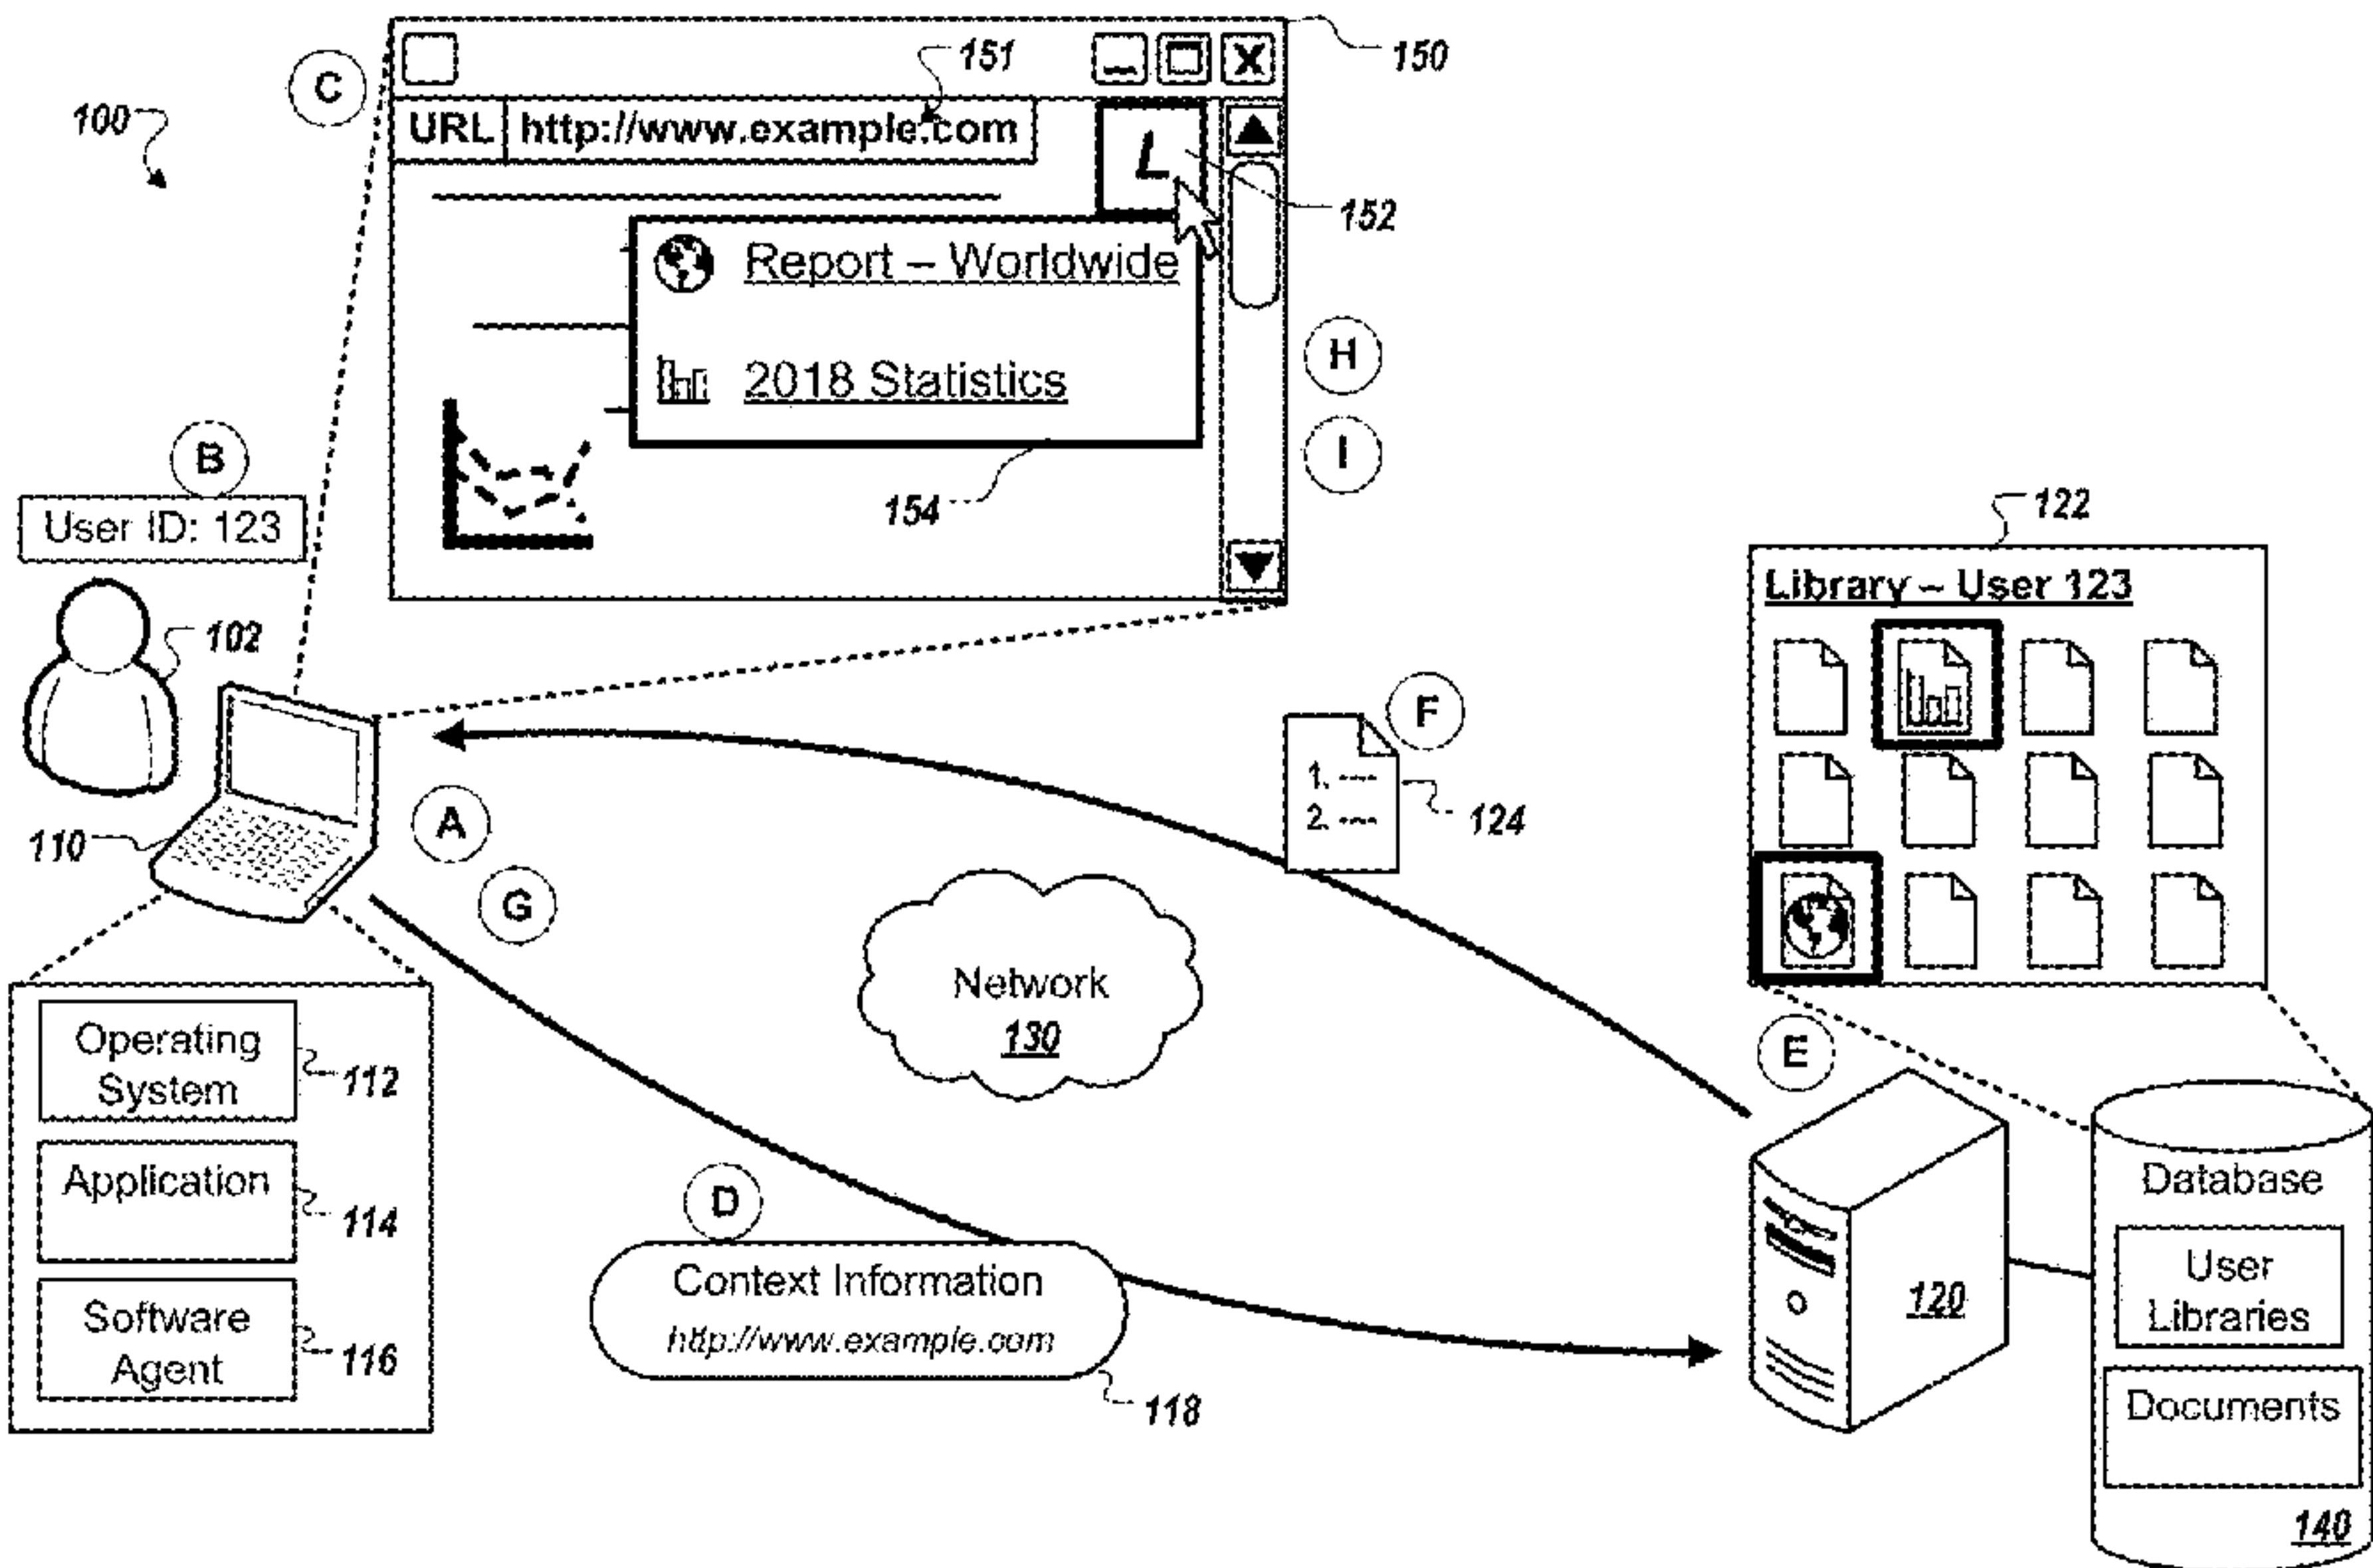 150
151
C
100
URL http://www.example.com
L
152
Report – Worldwide
H
2018 Statistics
I
B
154
User ID: 123
122
Library – User 123
102
F
1. ---
2. ---
124
A
110
G
Network
130
E
Operating
System
112
Application
114
Software
Agent
116
D
Context Information
http://www.example.com
118
120
Database
User
Libraries
Documents
140